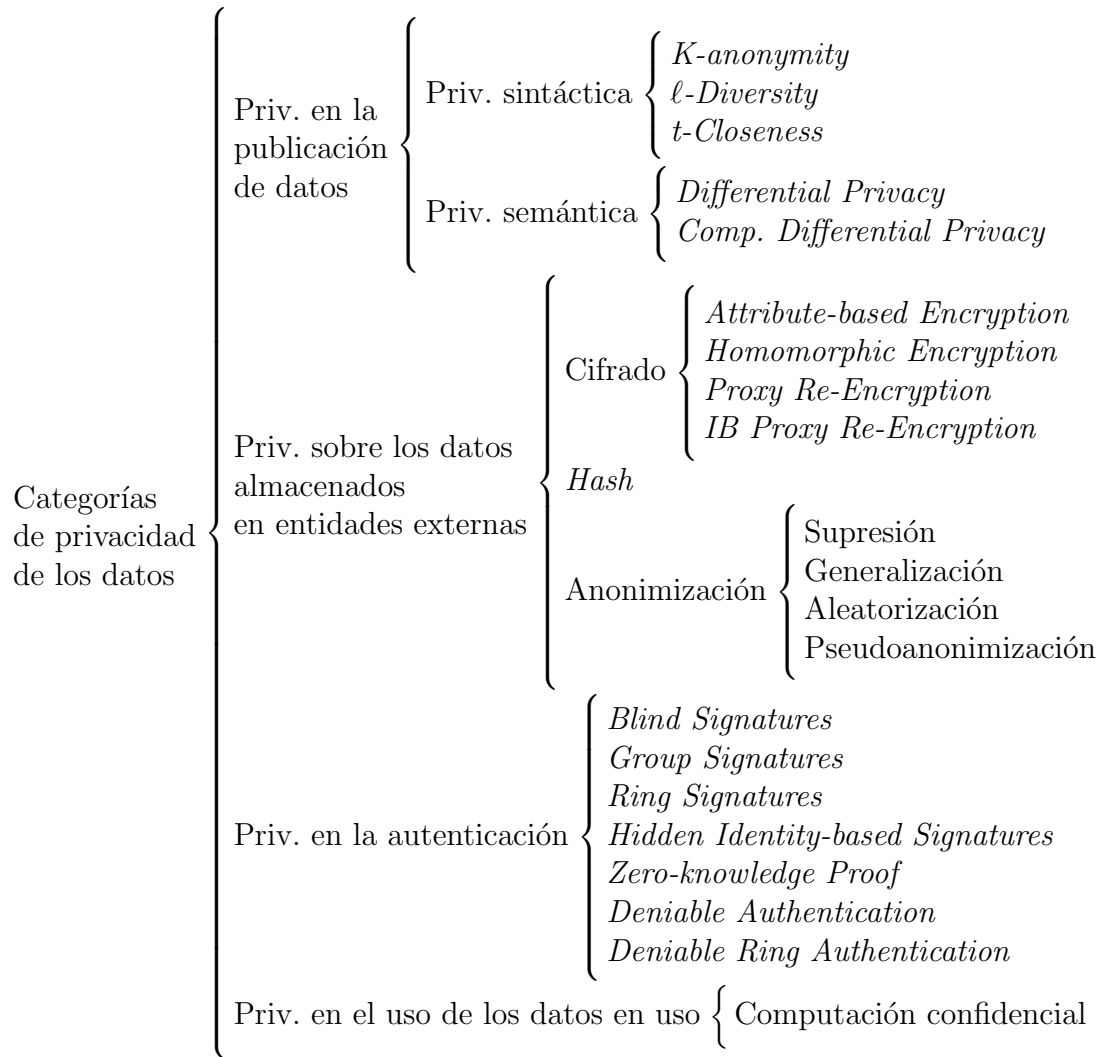 Categorías
de privacidad
de los datos
Priv. en la
publicación
de datos
Priv. sintáctica
K-anonymity
ℓ-Diversity
t-Closeness
Priv. semántica
Differential Privacy
Comp. Differential Privacy
Priv. sobre los datos
almacenados
en entidades externas
Cifrado
Attribute-based Encryption
Homomorphic Encryption
Proxy Re-Encryption
IB Proxy Re-Encryption
Hash
Anonimización
Supresión
Generalización
Aleatorización
Pseudoanonimización
Priv. en la autenticación
Blind Signatures
Group Signatures
Ring Signatures
Hidden Identity-based Signatures
Zero-knowledge Proof
Deniable Authentication
Deniable Ring Authentication
Priv. en el uso de los datos en uso
Computación confidencial